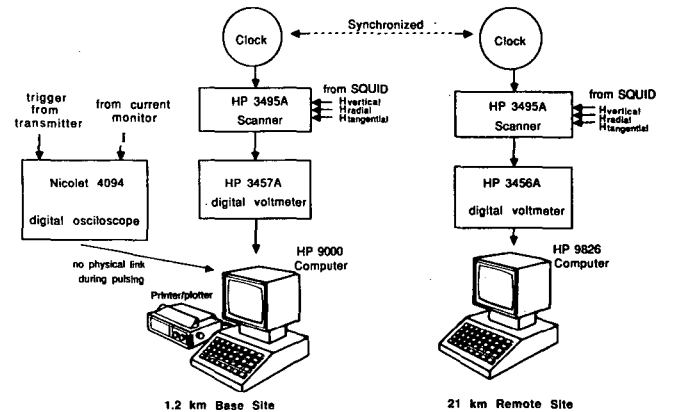 Synchronized
Clock
Clock
trigger
from
transmitter
from current
monitor
HP 3495A
Scanner
from SQUID
Hvertical
Hradial
Htangential
HP 3495A
Scanner
from SQUID
Hvertical
Hradial
Htangential
Nicolet 4094
digital osciloscope
HP 3457A
digital voltmeter
HP 3456A
digital voltmeter
no physical link
during pulsing
HP 9000
Computer
HP 9826
Computer
Printer/plotter
1.2 km Base Site
21 km Remote Site